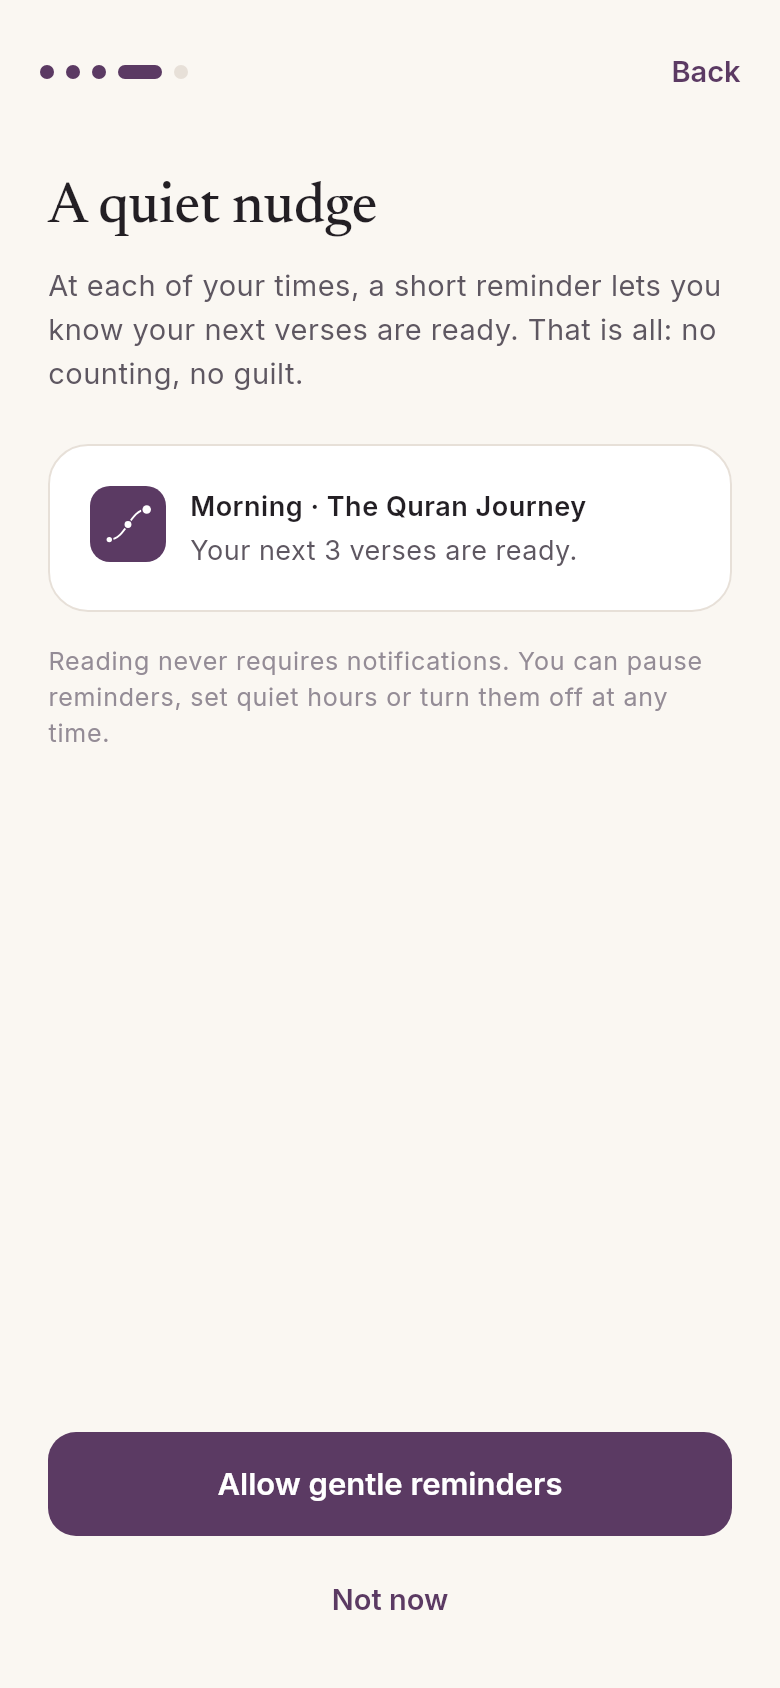 Back
A quiet nudge
At each of your times, a short reminder lets you
know your next verses are ready. That is all: no
counting, no guilt.
Morning · The Quran Journey
Your next 3 verses are ready.
Reading never requires notifications. You can pause
reminders, set quiet hours or turn them off at any
time.
Allow gentle reminders
Not now